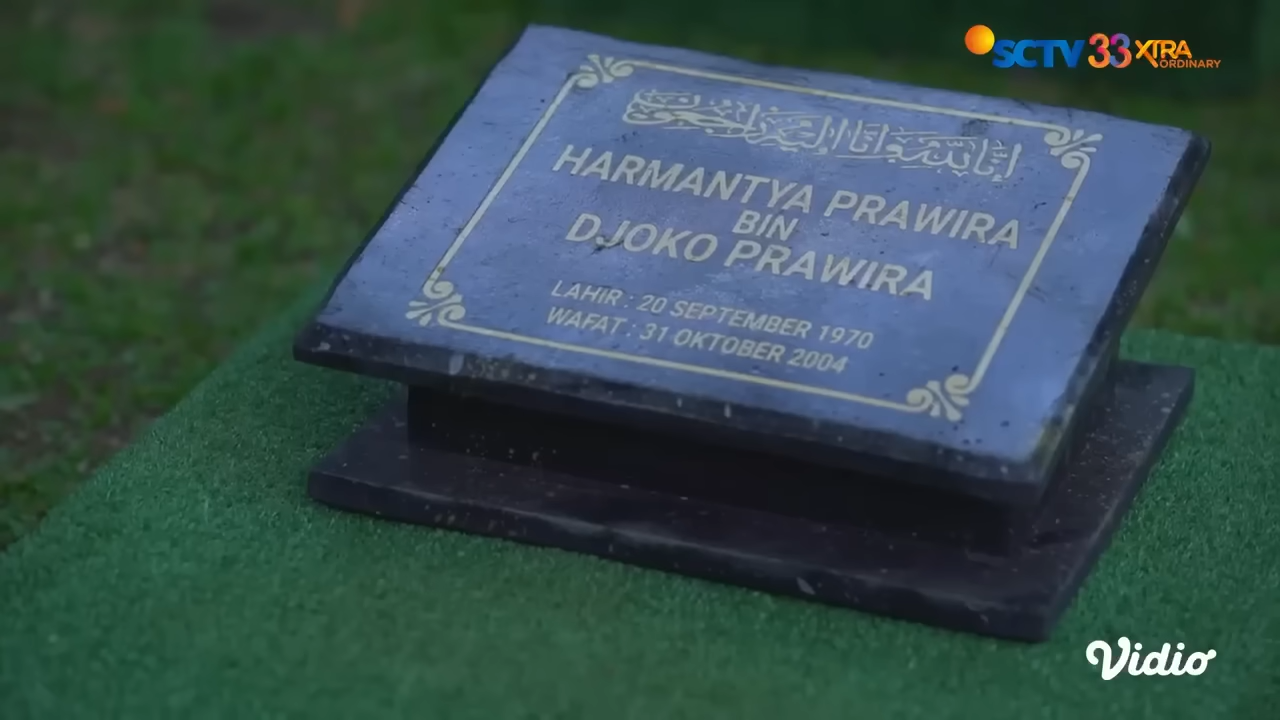 SCTV 33 XTRA
ORDINARY
إنا لله وإنا إليه راجعون
HARMANTYA PRAWIRA
BIN
DJOKO PRAWIRA
LAHIR : 20 SEPTEMBER 1970
WAFAT : 31 OKTOBER 2004
Vidio